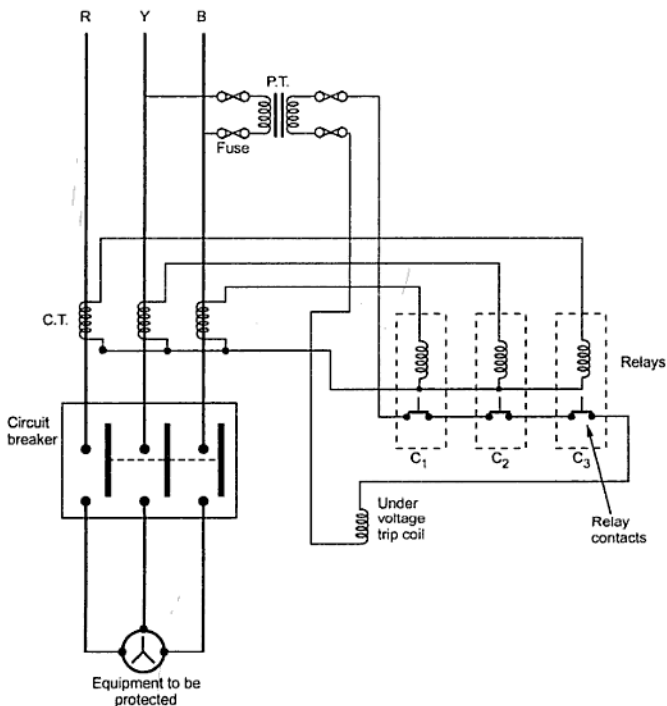 R Y B
P.T.
Fuse
C.T.
Relays
Circuit
breaker
C1 C2 C3
Under
voltage
trip coil
Relay
contacts
Equipment to be
protected